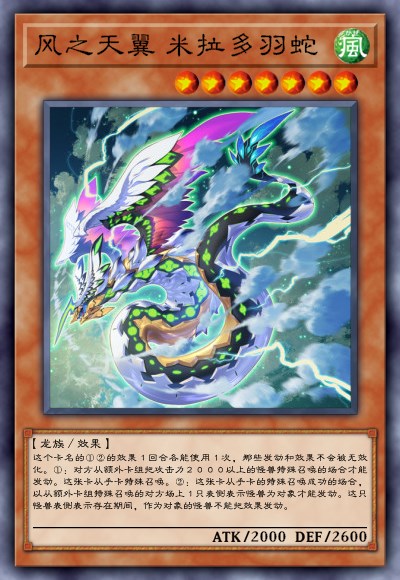 风之天翼 米拉多羽蛇
風
【龙族／效果】
这个卡名的①②的效果１回合各能使用１次，那些发动和效果不会被无效
化。①：对方从额外卡组把攻击力２０００以上的怪兽特殊召唤的场合才能
发动。这张卡从手卡特殊召唤。②：这张卡从手卡的特殊召唤成功的场合，
以从额外卡组特殊召唤的对方场上１只表侧表示怪兽为对象才能发动。这只
怪兽表侧表示存在期间，作为对象的怪兽不能把效果发动。
ATK/2000 DEF/2600